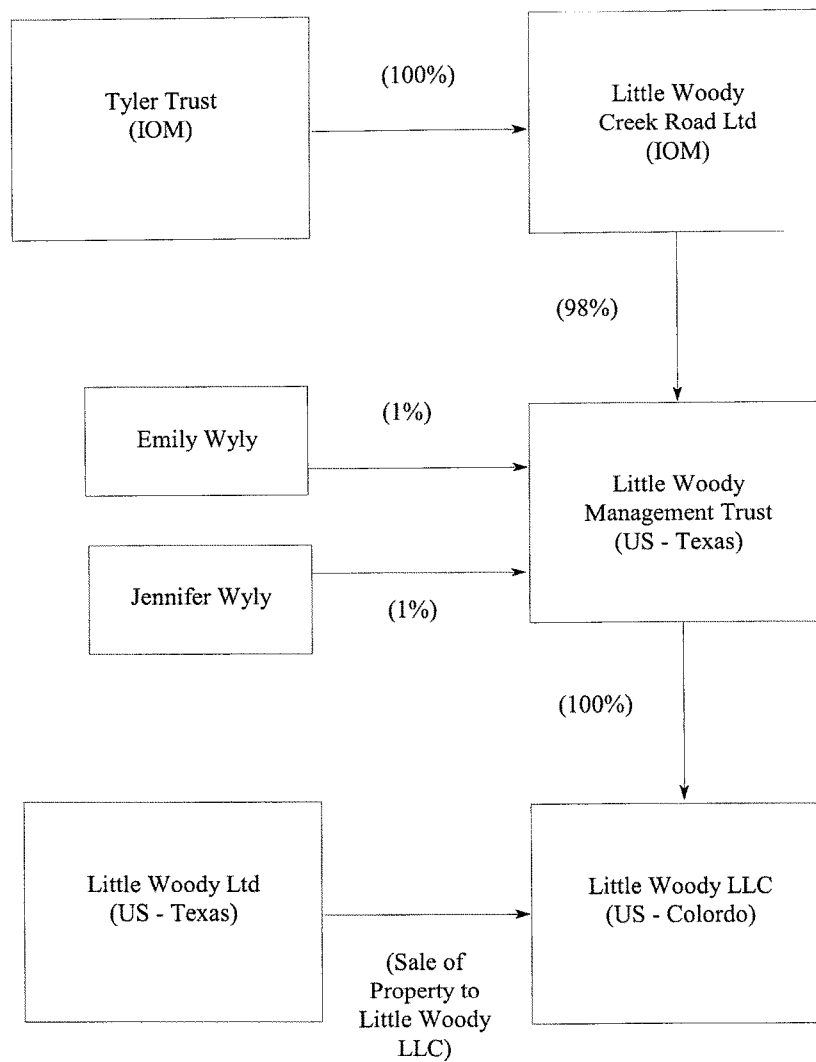 (100%)
Tyler Trust
(IOM)
Little Woody
Creek Road Ltd
(IOM)
(98%)
Emily Wyly
(1%)
Jennifer Wyly
(1%)
Little Woody
Management Trust
(US - Texas)
(100%)
Little Woody Ltd
(US - Texas)
Little Woody LLC
(US - Colordo)
(Sale of
Property to
Little Woody
LLC)